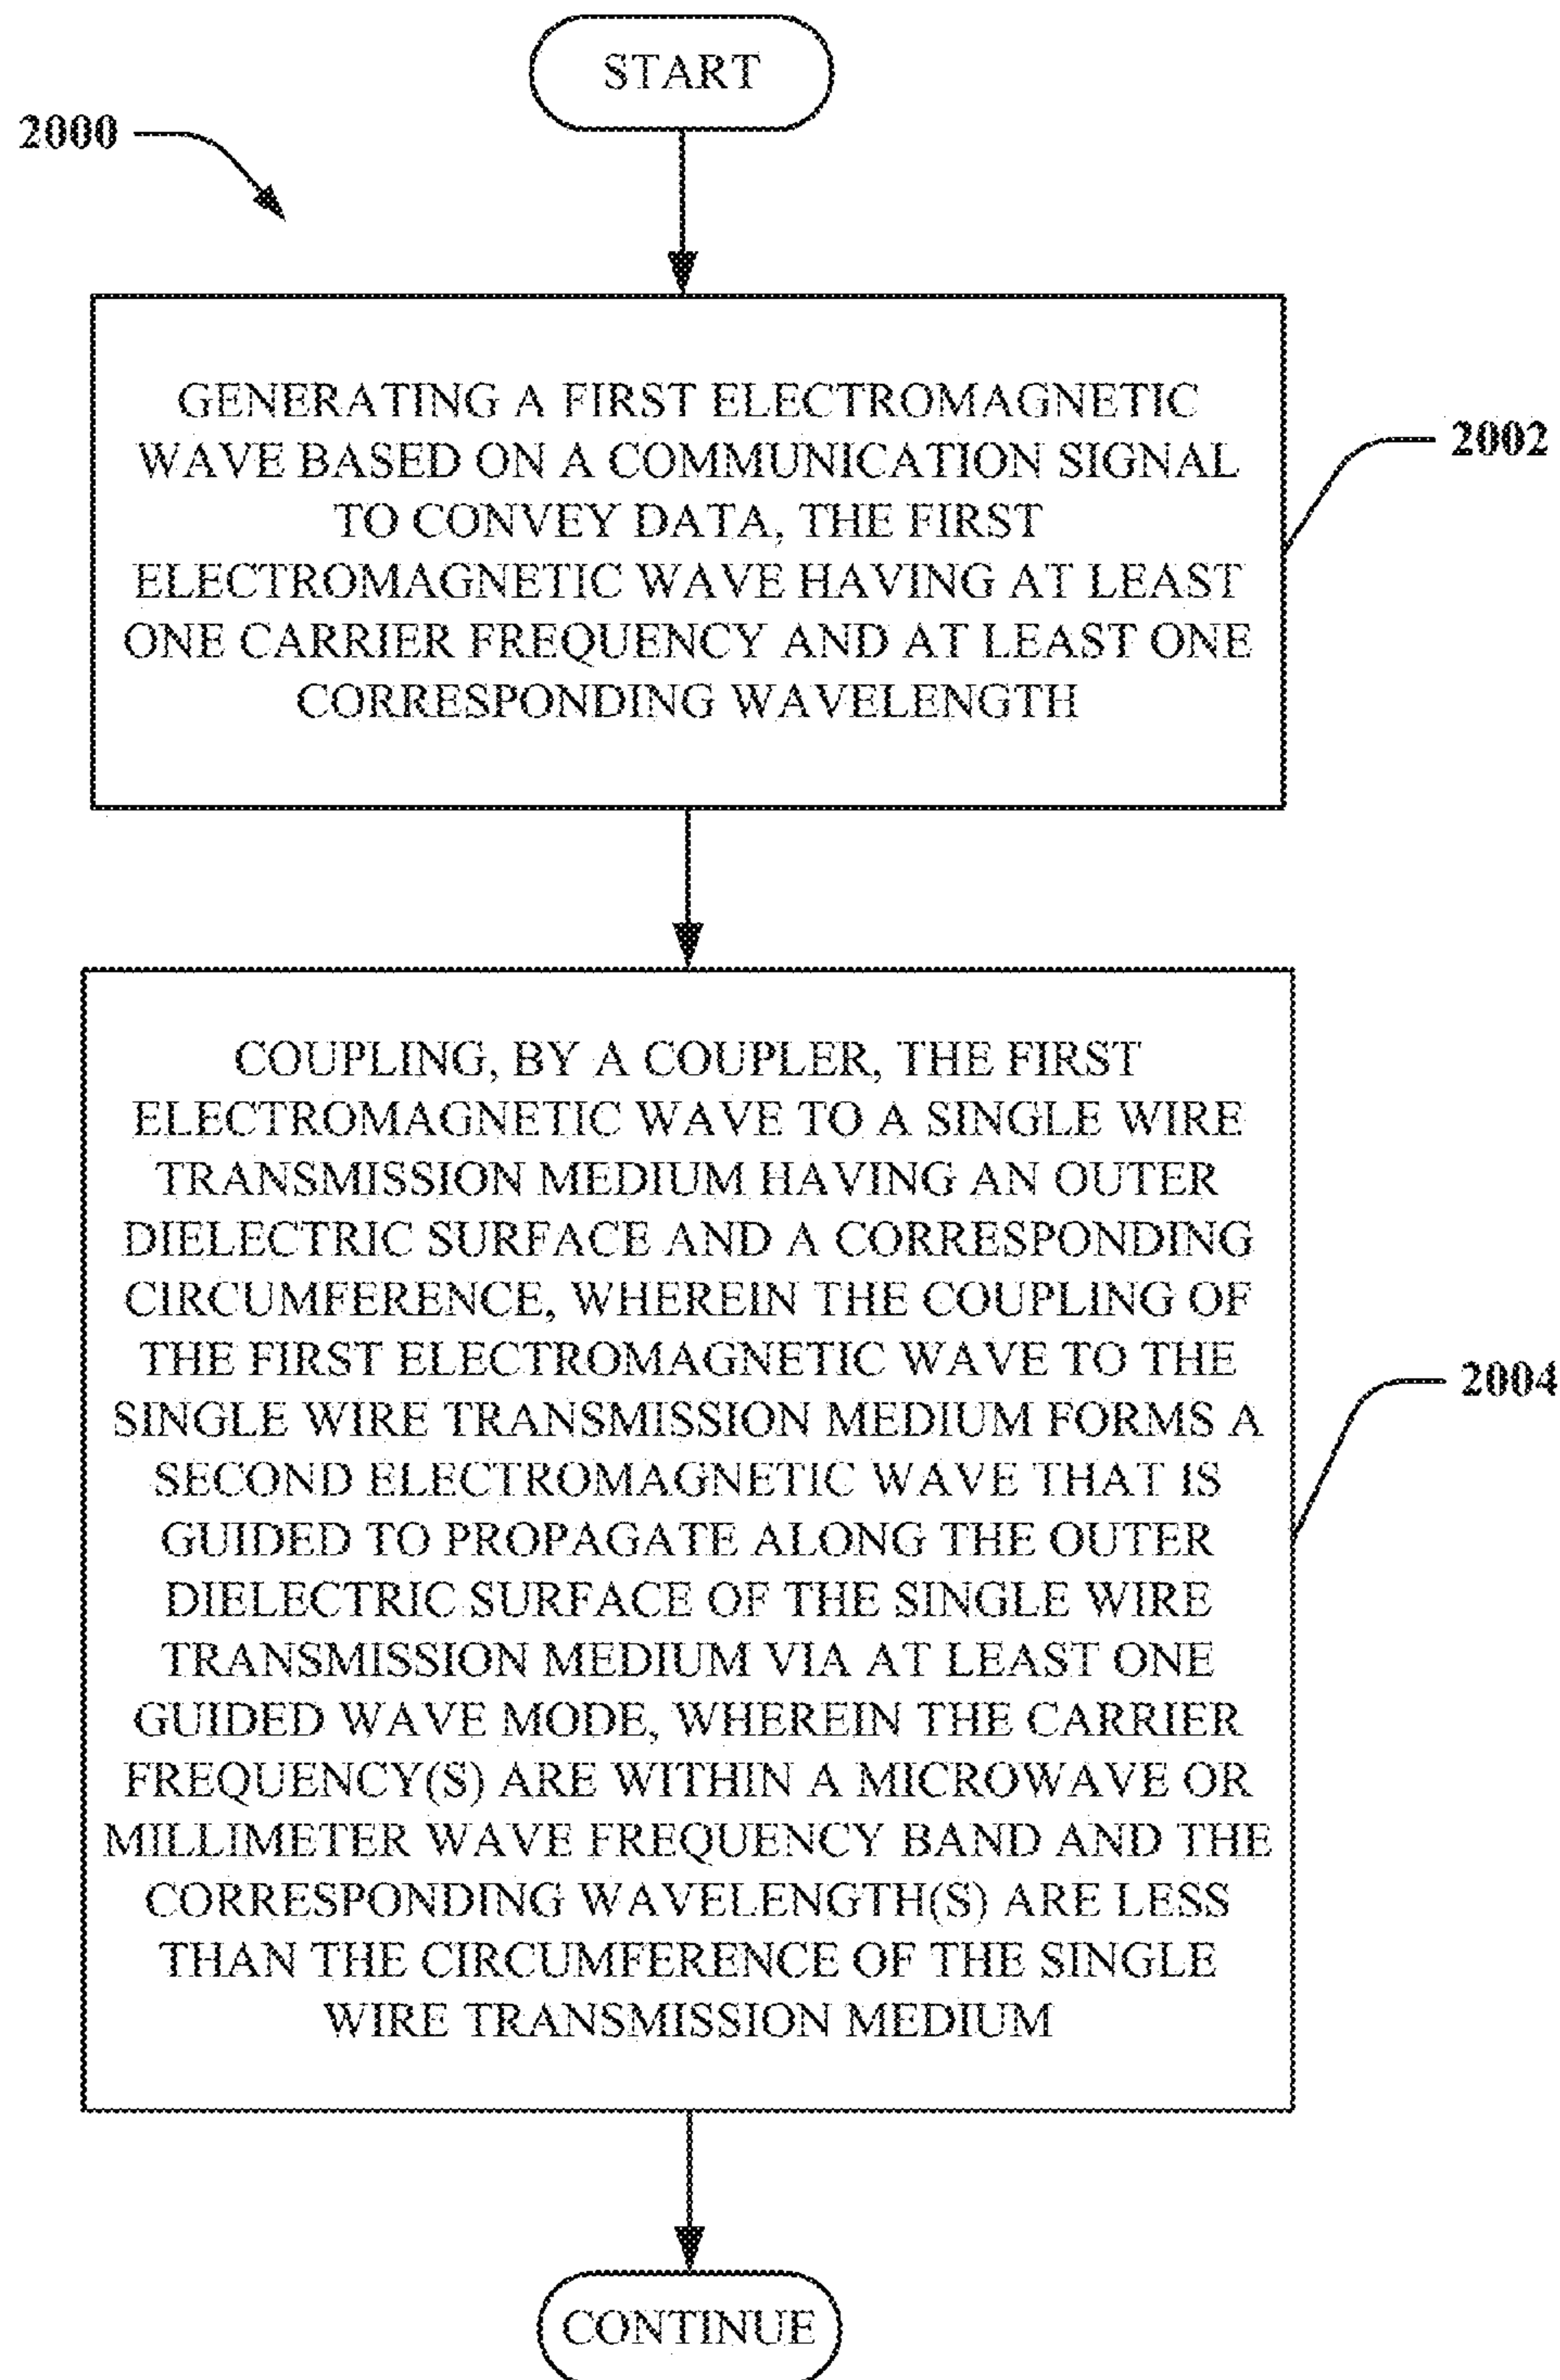 START
2000
GENERATING A FIRST ELECTROMAGNETIC
WAVE BASED ON A COMMUNICATION SIGNAL
TO CONVEY DATA, THE FIRST
ELECTROMAGNETIC WAVE HAVING AT LEAST
ONE CARRIER FREQUENCY AND AT LEAST ONE
CORRESPONDING WAVELENGTH
2002
COUPLING, BY A COUPLER, THE FIRST
ELECTROMAGNETIC WAVE TO A SINGLE WIRE
TRANSMISSION MEDIUM HAVING AN OUTER
DIELECTRIC SURFACE AND A CORRESPONDING
CIRCUMFERENCE, WHEREIN THE COUPLING OF
THE FIRST ELECTROMAGNETIC WAVE TO THE
SINGLE WIRE TRANSMISSION MEDIUM FORMS A
SECOND ELECTROMAGNETIC WAVE THAT IS
GUIDED TO PROPAGATE ALONG THE OUTER
DIELECTRIC SURFACE OF THE SINGLE WIRE
TRANSMISSION MEDIUM VIA AT LEAST ONE
GUIDED WAVE MODE, WHEREIN THE CARRIER
FREQUENCY(S) ARE WITHIN A MICROWAVE OR
MILLIMETER WAVE FREQUENCY BAND AND THE
CORRESPONDING WAVELENGTH(S) ARE LESS
THAN THE CIRCUMFERENCE OF THE SINGLE
WIRE TRANSMISSION MEDIUM
2004
CONTINUE